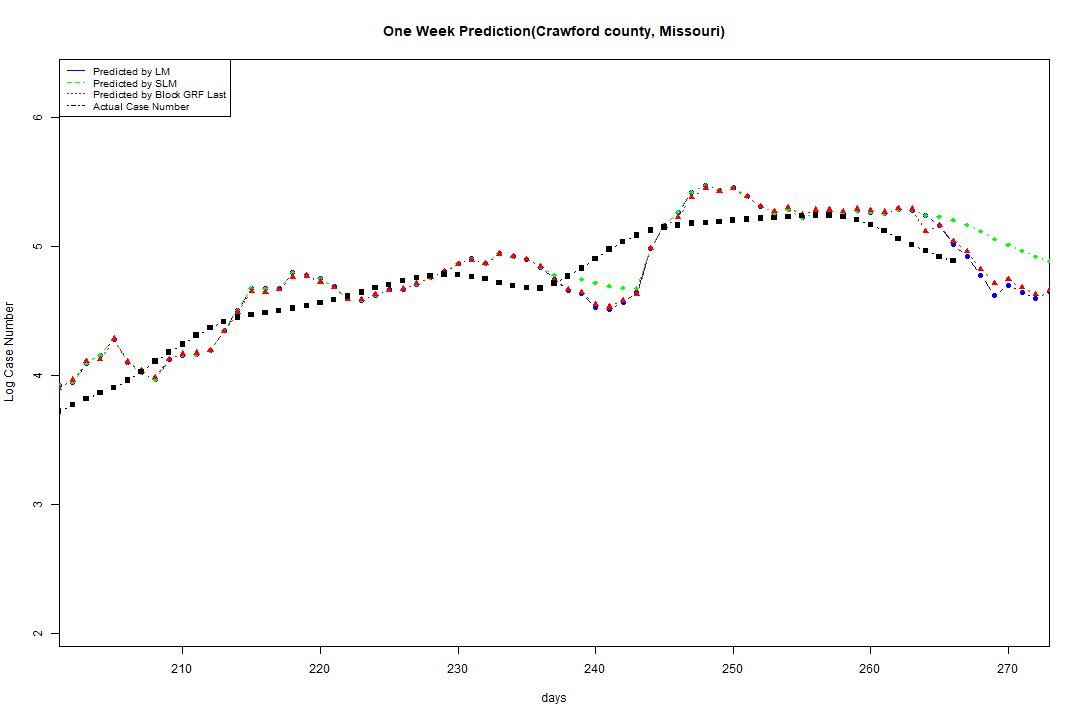 One Week Prediction(Crawford county, Missouri)
Predicted by LM
Predicted by SLM
Predicted by Block GRF Last
Actual Case Number
6
5
4
3
2
Log Case Number
210 220 230 240 250 260 270
days